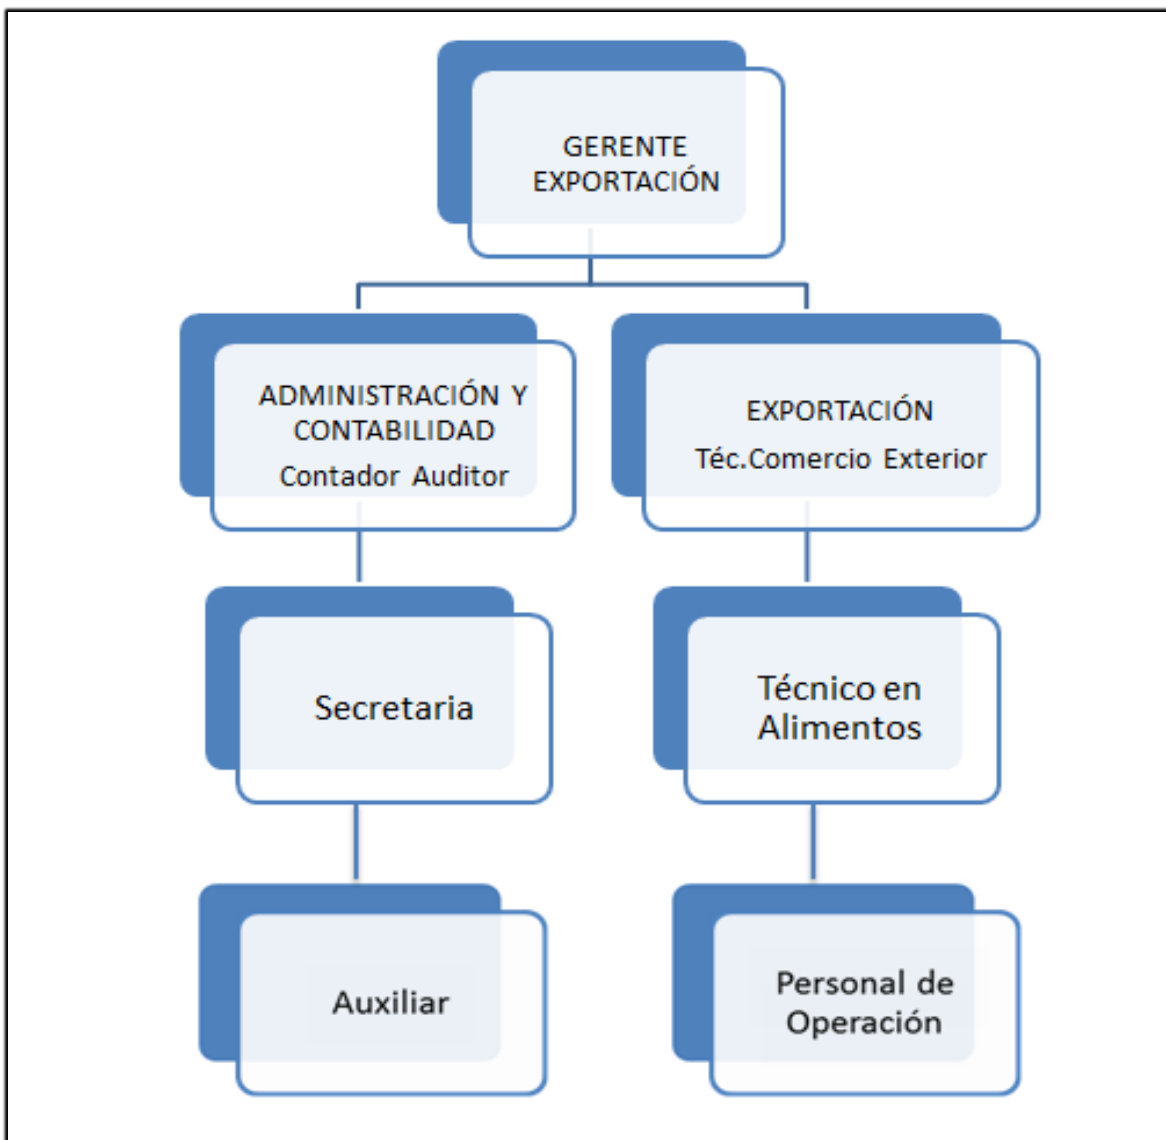 GERENTE
EXPORTACIÓN
ADMINISTRACIÓN Y
CONTABILIDAD
Contador Auditor
EXPORTACIÓN
Téc.Comercio Exterior
Secretaria
Técnico en
Alimentos
Auxiliar
Personal de
Operación